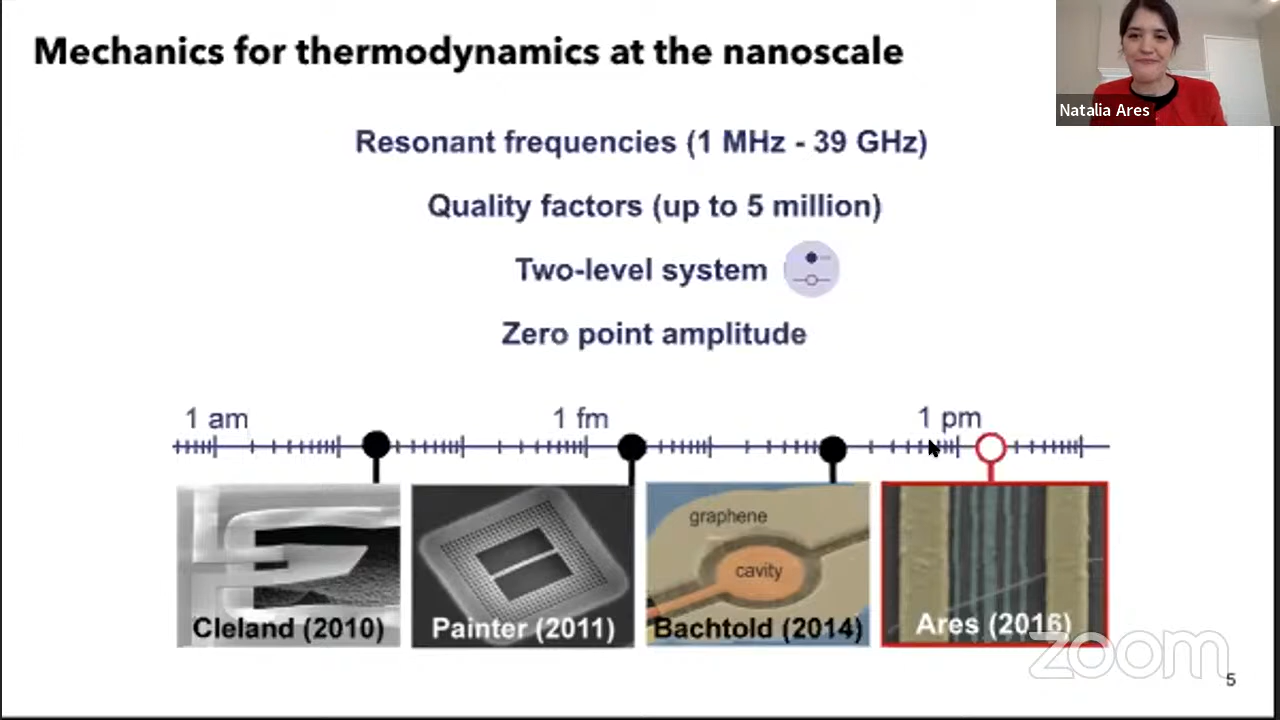 Mechanics for thermodynamics at the nanoscale
Natalia Ares
Resonant frequencies (1 MHz - 39 GHz)
Quality factors (up to 5 million)
Two-level system
Zero point amplitude
1 am
1 fm
1 pm
graphene
cavity
Cleland (2010)
Painter (2011)
Bachtold (2014)
Ares (2016)
zoom
5